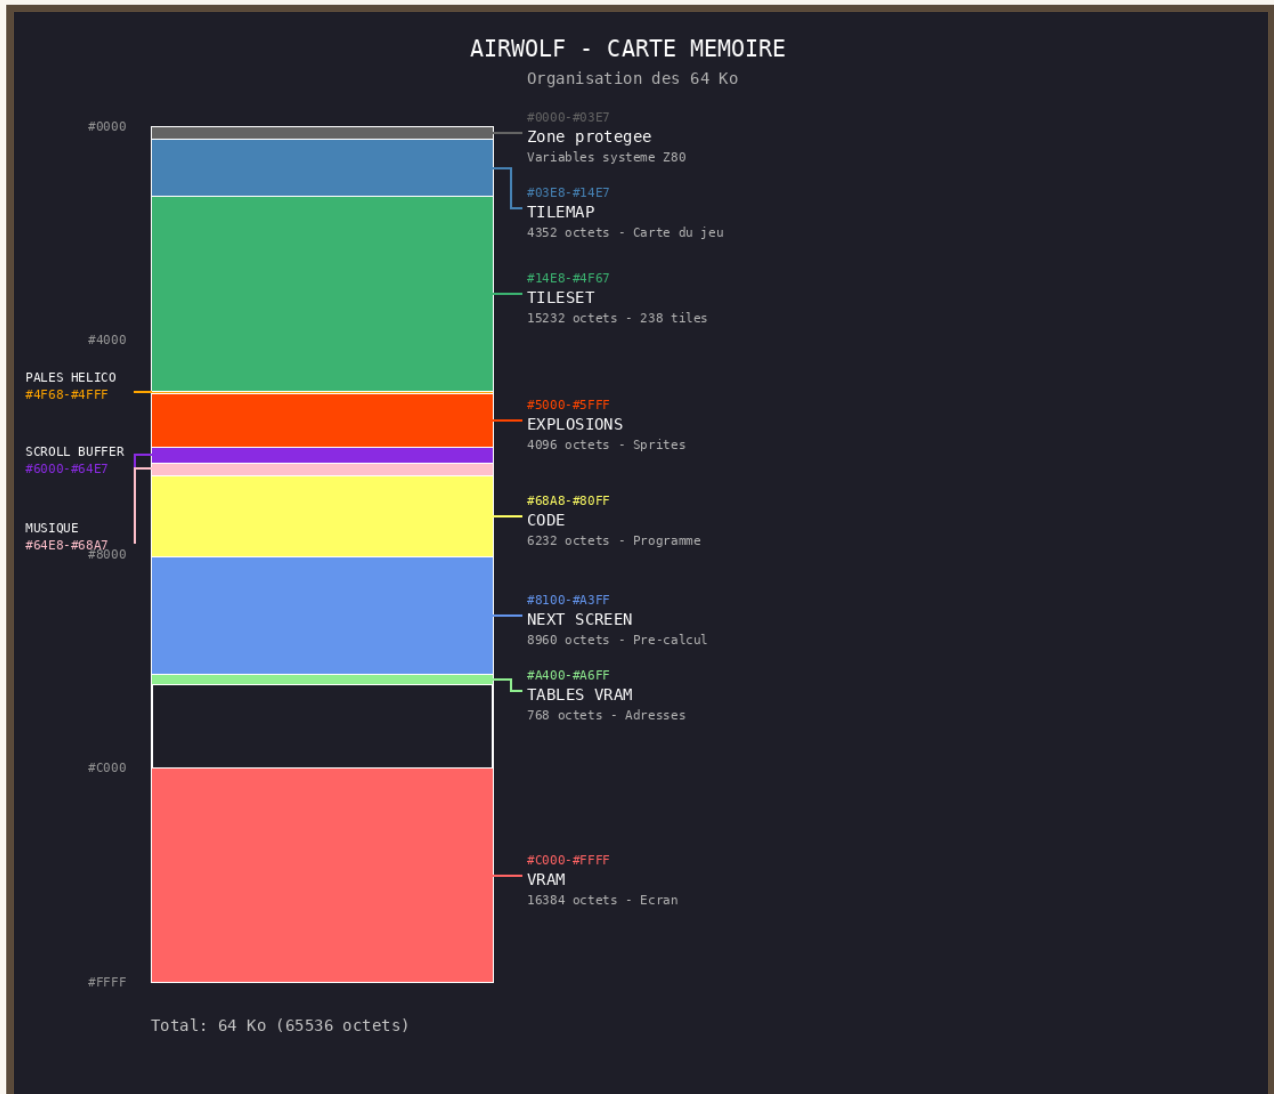 AIRWOLF - CARTE MEMOIRE
Organisation des 64 Ko
#0000
#0000-#03E7
Zone protegee
Variables systeme Z80
#03E8-#14E7
TILEMAP
4352 octets - Carte du jeu
#14E8-#4F67
TILESET
15232 octets - 238 tiles
#4000
PALES HELICO
#4F68-#4FFF
#5000-#5FFF
EXPLOSIONS
4096 octets - Sprites
SCROLL BUFFER
#6000-#64E7
#68A8-#80FF
CODE
6232 octets - Programme
MUSIQUE
#64E8-#68A7
#8000
#8100-#A3FF
NEXT SCREEN
8960 octets - Pre-calcul
#A400-#A6FF
TABLES VRAM
768 octets - Adresses
#C000
#C000-#FFFF
VRAM
16384 octets - Ecran
#FFFF
Total: 64 Ko (65536 octets)